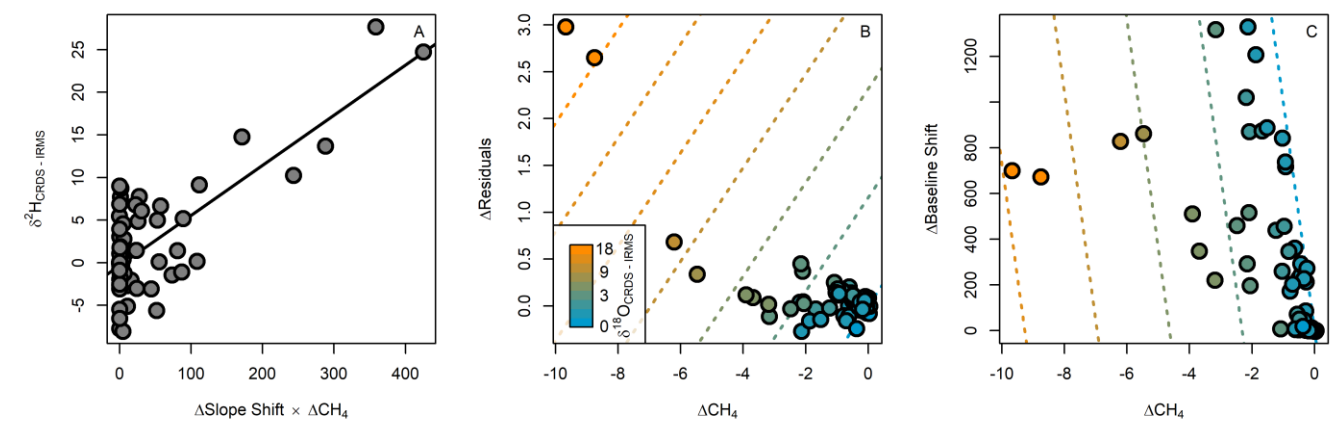 A
25
20
15
10
5
0
-5
δ²H CRDS - IRMS
0 100 200 300 400
ΔSlope Shift × ΔCH₄
B
3.0
2.5
2.0
1.5
1.0
0.5
0.0
ΔResiduals
18
9
3
0
δ¹⁸O CRDS - IRMS
-10 -8 -6 -4 -2 0
ΔCH₄
C
1200
800
600
400
200
0
ΔBaseline Shift
-10 -8 -6 -4 -2 0
ΔCH₄